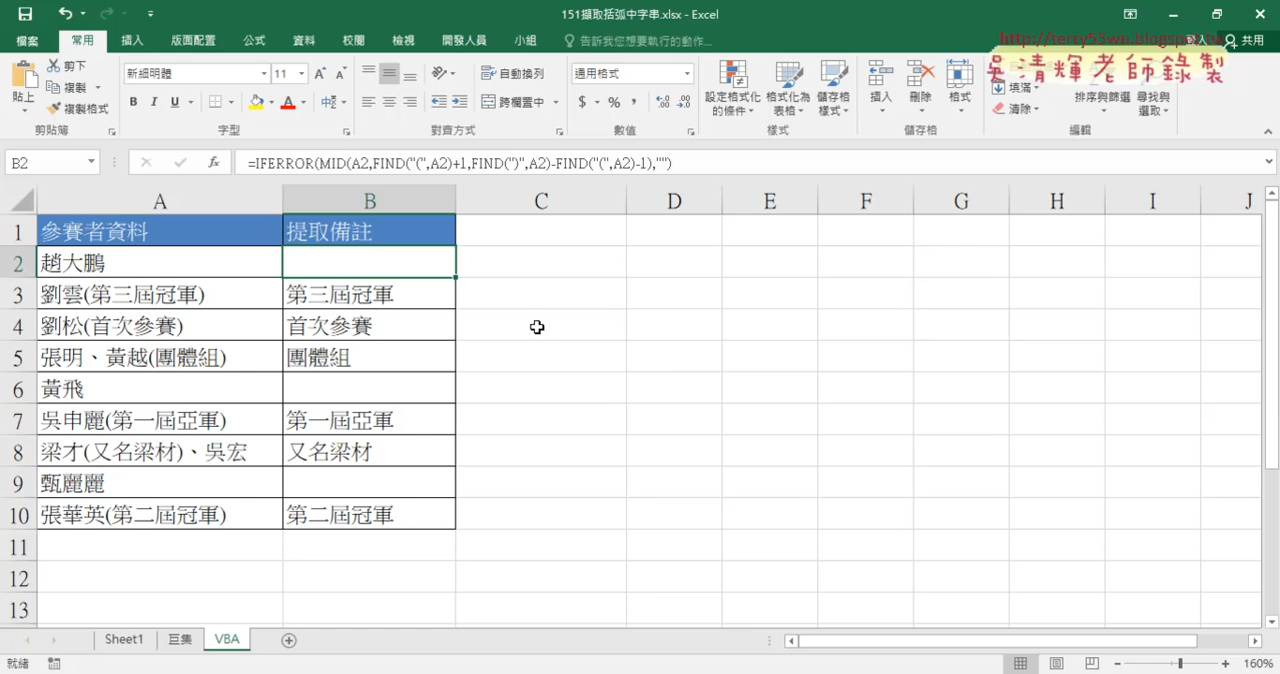 151擷取括弧中字串.xlsx - Excel
檔案 常用 插入 版面配置 公式 資料 校閱 檢視 開發人員 小組 告訴我您想要執行的動作... 登入 共用
http://terry55wu.blogspot.tw
吳清輝老師錄製
貼上 剪下 複製 複製格式 剪貼簿
新細明體 11 B I U 中 字型
自動換列 跨欄置中 對齊方式
通用格式 $ % , 數值
設定格式化的條件 格式化為表格 儲存格樣式 樣式
插入 刪除 格式 儲存格
填滿 清除 排序與篩選 尋找與選取 編輯
B2 fx =IFERROR(MID(A2,FIND("(",A2)+1,FIND(")",A2)-FIND("(",A2)-1),"")
A B C D E F G H I J
1 參賽者資料 提取備註
2 趙大鵬
3 劉雲(第三屆冠軍) 第三屆冠軍
4 劉松(首次參賽) 首次參賽
5 張明、黃越(團體組) 團體組
6 黃飛
7 吳申麗(第一屆亞軍) 第一屆亞軍
8 梁才(又名梁材)、吳宏 又名梁材
9 甄麗麗
10 張華英(第二屆冠軍) 第二屆冠軍
11
12
13
Sheet1 巨集 VBA
就緒 160%